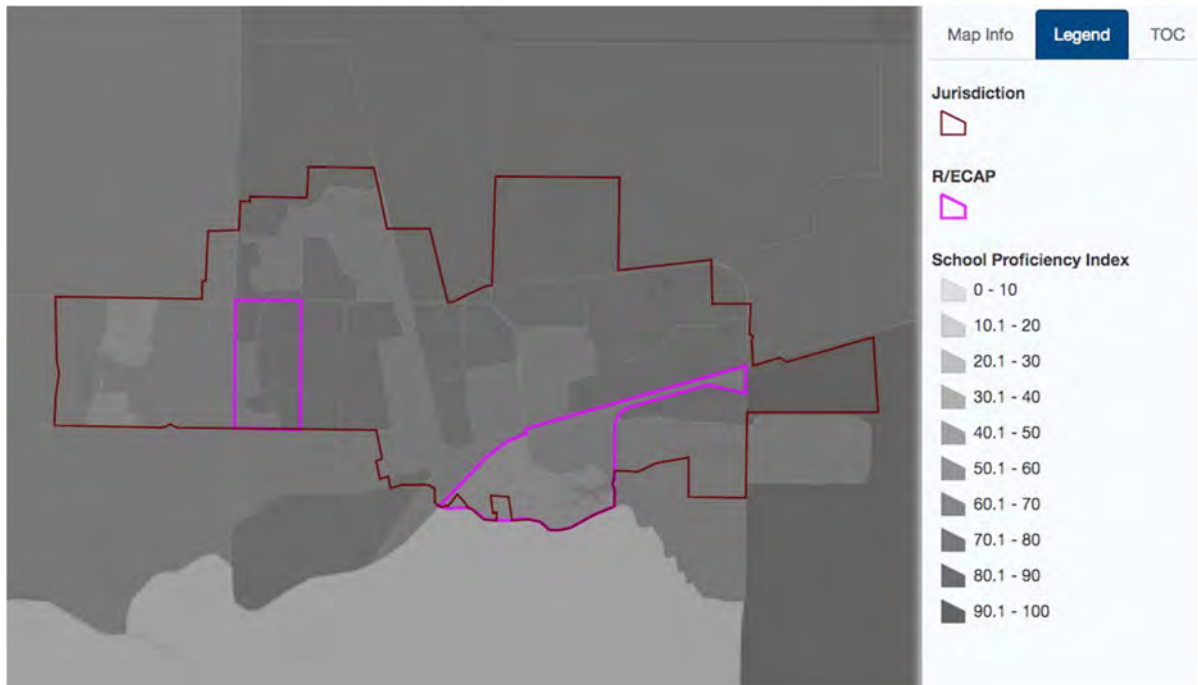 Map Info Legend TOC
Jurisdiction
R/ECAP
School Proficiency Index
0 - 10
10.1 - 20
20.1 - 30
30.1 - 40
40.1 - 50
50.1 - 60
60.1 - 70
70.1 - 80
80.1 - 90
90.1 - 100